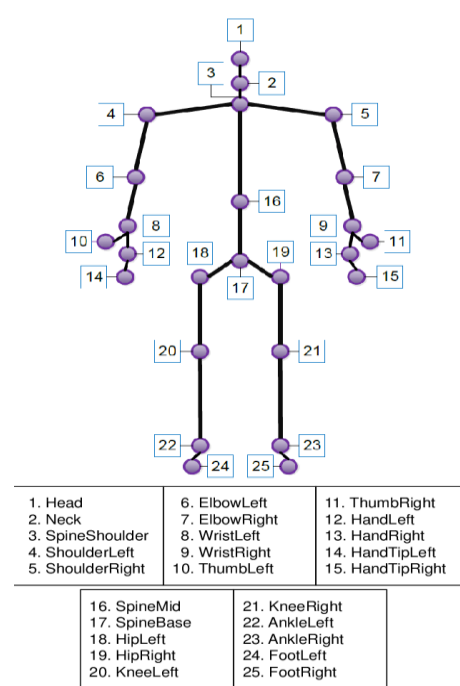 1
3 2
4 5
6 7
16
8 9
10 11
12 13
18 19
14 15
17
20 21
22 23
24 25
1. Head
2. Neck
3. SpineShoulder
4. ShoulderLeft
5. ShoulderRight
6. ElbowLeft
7. ElbowRight
8. WristLeft
9. WristRight
10. ThumbLeft
11. ThumbRight
12. HandLeft
13. HandRight
14. HandTipLeft
15. HandTipRight
16. SpineMid
17. SpineBase
18. HipLeft
19. HipRight
20. KneeLeft
21. KneeRight
22. AnkleLeft
23. AnkleRight
24. FootLeft
25. FootRight